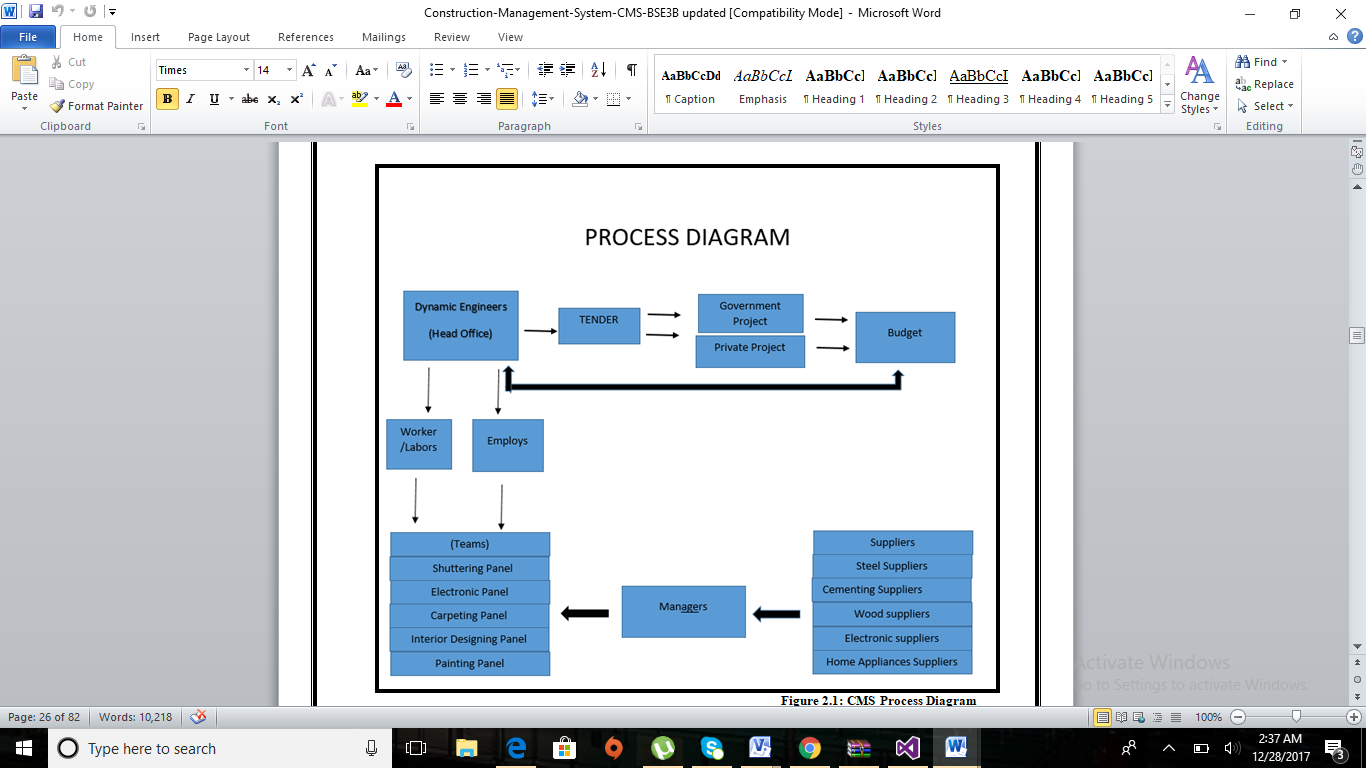 Construction-Management-System-CMS-BSE3B updated [Compatibility Mode] - Microsoft Word
File Home Insert Page Layout References Mailings Review View
Paste
Cut
Copy
Format Painter
Clipboard
Times 14
Font
Paragraph
AaBbCcDd AaBbCcL AaBbCcI AaBbCcI AaBbCcI AaBbCcI AaBbCcI
¶ Caption Emphasis ¶ Heading 1 ¶ Heading 2 ¶ Heading 3 ¶ Heading 4 ¶ Heading 5
Styles
Change
Styles
Find
Replace
Select
Editing
PROCESS DIAGRAM
Dynamic Engineers
(Head Office)
TENDER
Government
Project
Private Project
Budget
Worker
/Labors
Employs
(Teams)
Shuttering Panel
Electronic Panel
Carpeting Panel
Interior Designing Panel
Painting Panel
Managers
Suppliers
Steel Suppliers
Cementing Suppliers
Wood suppliers
Electronic suppliers
Home Appliances Suppliers
Figure 2.1: CMS Process Diagram
Activate Windows
Go to Settings to activate Windows.
Page: 26 of 82 Words: 10,218 100%
Type here to search
2:37 AM
12/28/2017
3